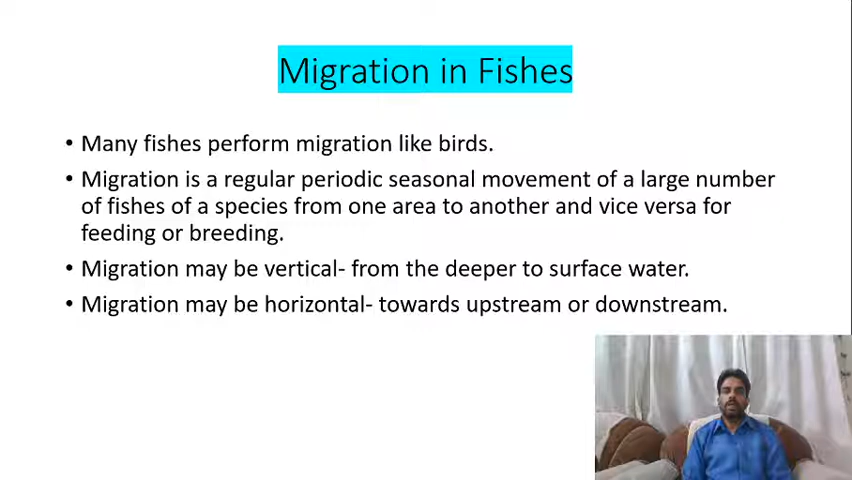 Migration in Fishes
• Many fishes perform migration like birds.
• Migration is a regular periodic seasonal movement of a large number
of fishes of a species from one area to another and vice versa for
feeding or breeding.
• Migration may be vertical- from the deeper to surface water.
• Migration may be horizontal- towards upstream or downstream.